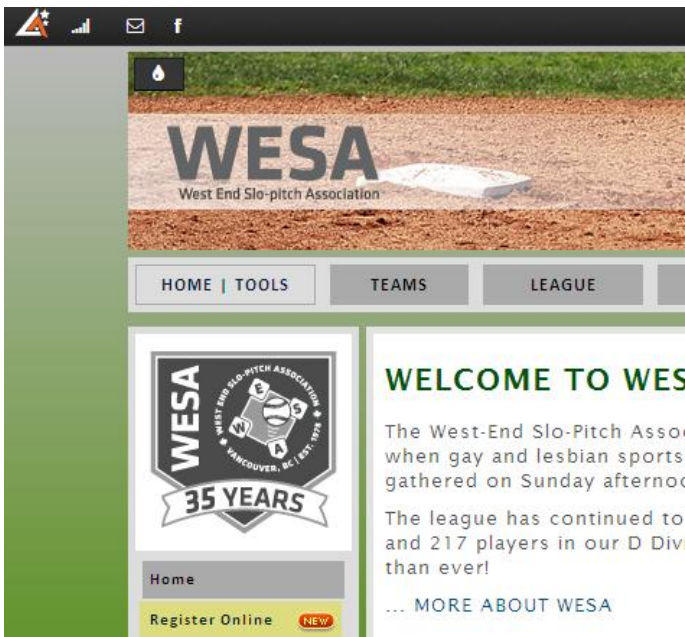 f
WESA
West End Slo-pitch Association
HOME | TOOLS
TEAMS
LEAGUE
WESA
WEST END SLO-PITCH ASSOCIATION
W E S A
VANCOUVER, BC | EST. 1978
35 YEARS
Home
Register Online NEW
WELCOME TO WES
The West-End Slo-Pitch Assoc
when gay and lesbian sports
gathered on Sunday afternoo
The league has continued to
and 217 players in our D Divi
than ever!
... MORE ABOUT WESA